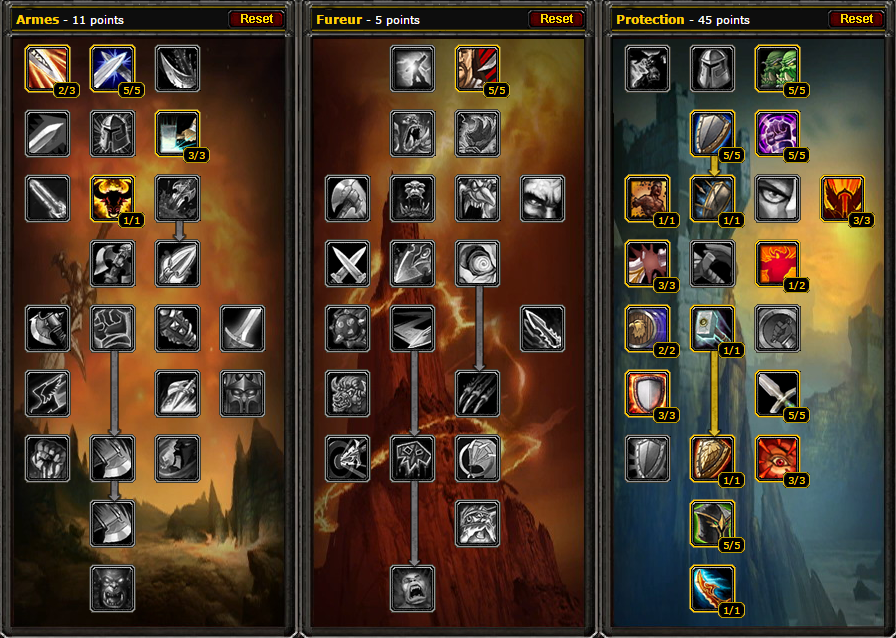 Armes - 11 points Reset Fureur - 5 points Reset Protection - 45 points Reset
2/3 5/5 5/5 5/5
3/3 5/5 5/5
1/1 1/1 1/1 3/3
3/3 1/2
2/2 1/1
3/3 5/5
1/1 3/3
5/5
1/1